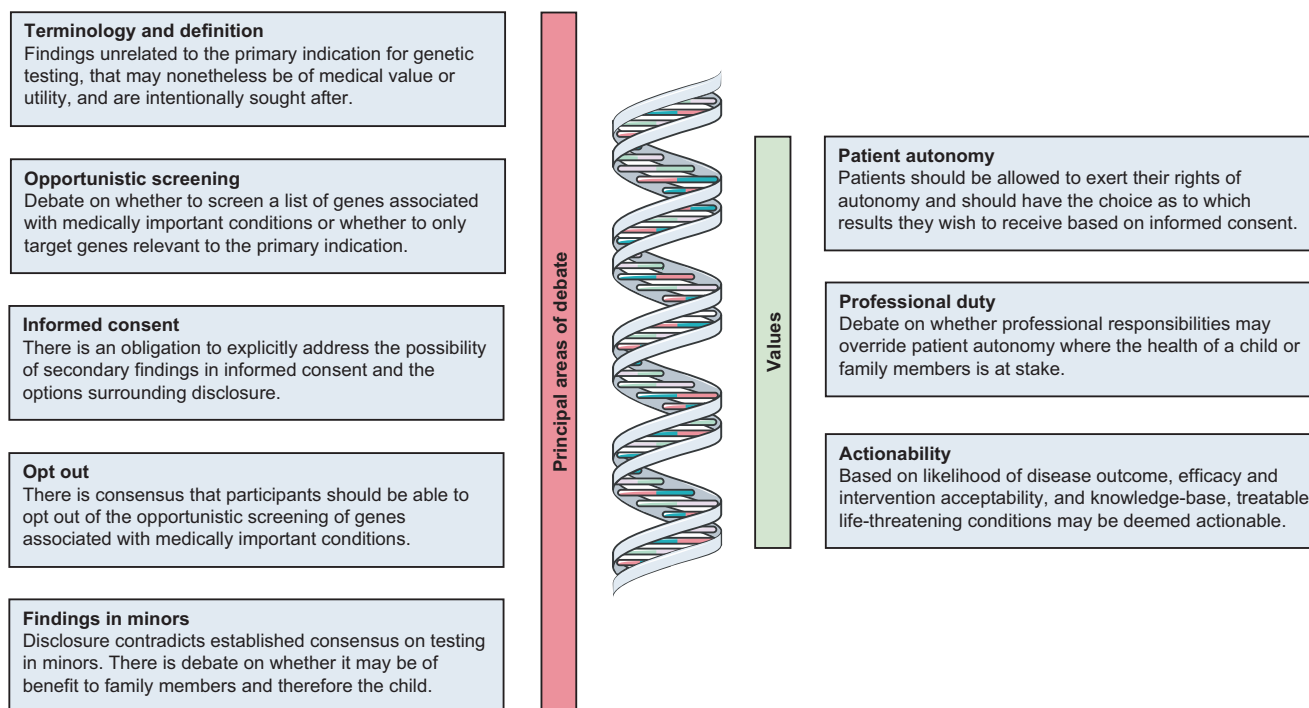 Terminology and definition
Findings unrelated to the primary indication for genetic
testing, that may nonetheless be of medical value or
utility, and are intentionally sought after.
Opportunistic screening
Debate on whether to screen a list of genes associated
with medically important conditions or whether to only
target genes relevant to the primary indication.
Informed consent
There is an obligation to explicitly address the possibility
of secondary findings in informed consent and the
options surrounding disclosure.
Opt out
There is consensus that participants should be able to
opt out of the opportunistic screening of genes
associated with medically important conditions.
Findings in minors
Disclosure contradicts established consensus on testing
in minors. There is debate on whether it may be of
benefit to family members and therefore the child.
Principal areas of debate
Values
Patient autonomy
Patients should be allowed to exert their rights of
autonomy and should have the choice as to which
results they wish to receive based on informed consent.
Professional duty
Debate on whether professional responsibilities may
override patient autonomy where the health of a child or
family members is at stake.
Actionability
Based on likelihood of disease outcome, efficacy and
intervention acceptability, and knowledge-base, treatable
life-threatening conditions may be deemed actionable.